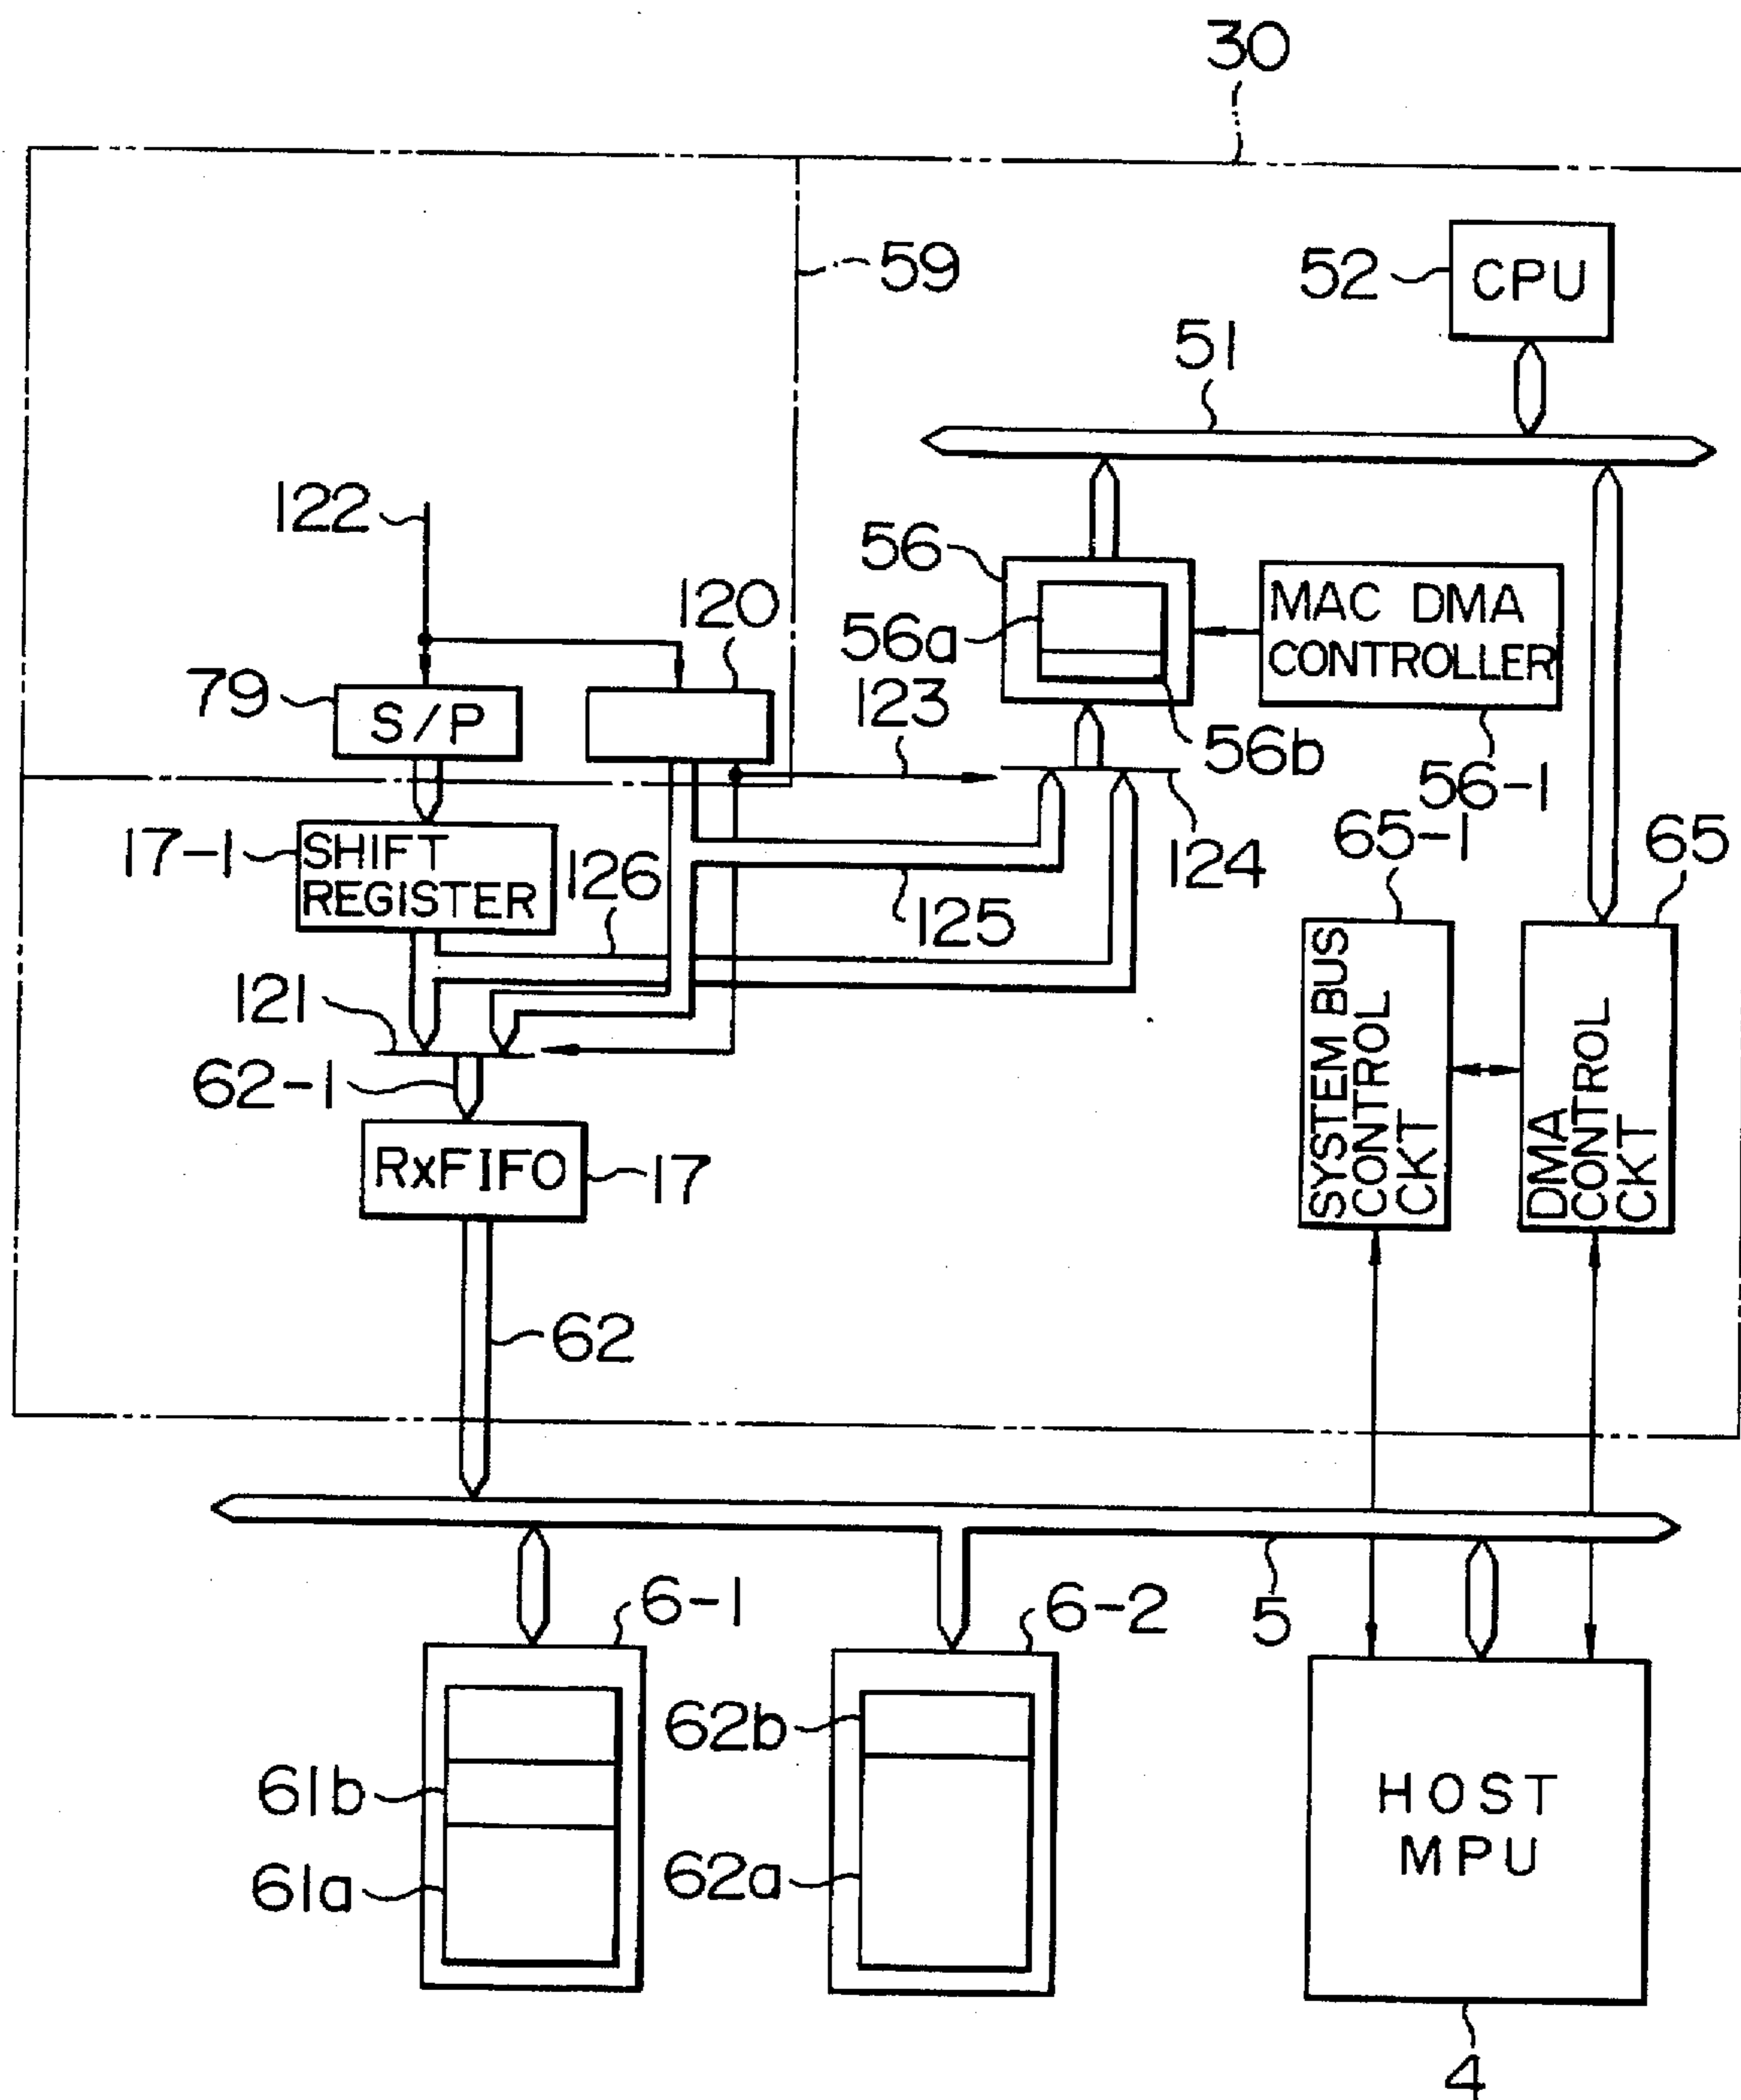 30
59
52
CPU
51
122
120
56
56a
MAC DMA
CONTROLLER
123
79
S/P
56b
56-1
17-1
SHIFT
REGISTER
126
125
124
65-1
65
121
62-1
SYSTEM BUS
CONTROL
CKT
DMA
CONTROL
CKT
RxFIFO
17
62
6-1
6-2
5
62b
61b
HOST
MPU
61a
62a
4